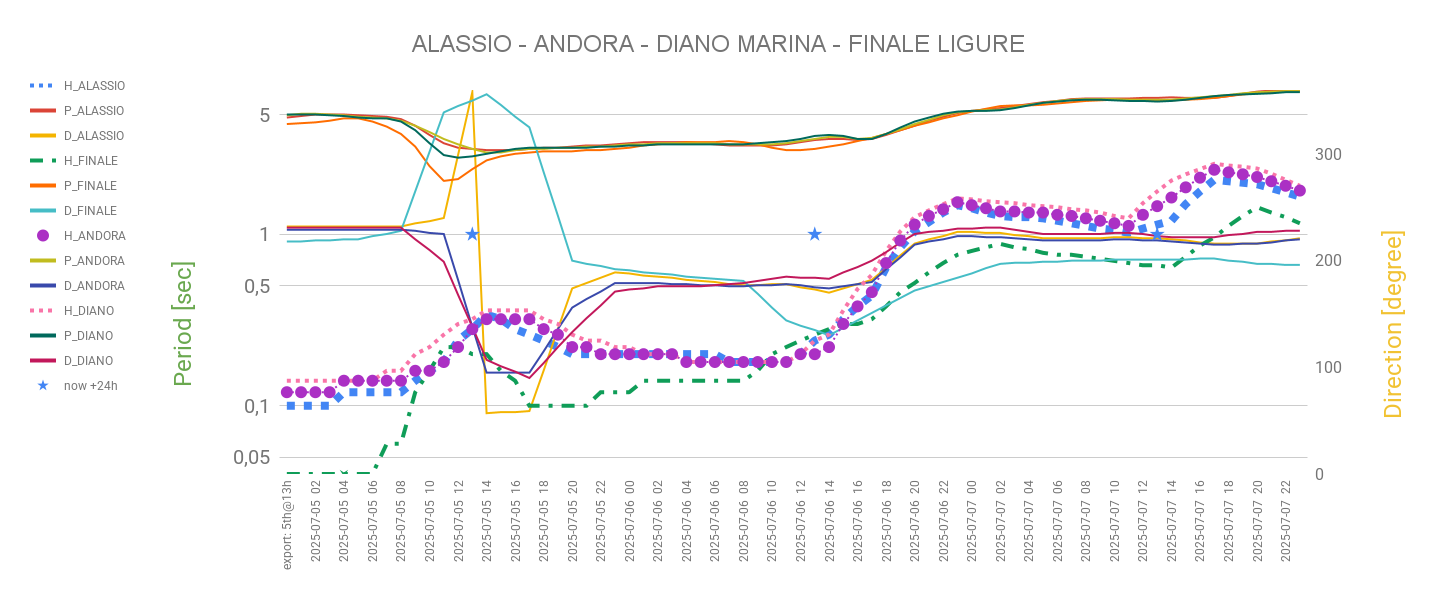 ALASSIO - ANDORA - DIANO MARINA - FINALE LIGURE
H_ALASSIO
P_ALASSIO
D_ALASSIO
H_FINALE
P_FINALE
D_FINALE
H_ANDORA
P_ANDORA
D_ANDORA
H_DIANO
P_DIANO
D_DIANO
now +24h
Period [sec]
5
1
0,5
0,1
0,05
300
200
100
0
Direction [degree]
export: 5th@13h
2025-07-05 02
2025-07-05 04
2025-07-05 06
2025-07-05 08
2025-07-05 10
2025-07-05 12
2025-07-05 14
2025-07-05 16
2025-07-05 18
2025-07-05 20
2025-07-05 22
2025-07-06 00
2025-07-06 02
2025-07-06 04
2025-07-06 06
2025-07-06 08
2025-07-06 10
2025-07-06 12
2025-07-06 14
2025-07-06 16
2025-07-06 18
2025-07-06 20
2025-07-06 22
2025-07-07 00
2025-07-07 02
2025-07-07 04
2025-07-07 06
2025-07-07 08
2025-07-07 10
2025-07-07 12
2025-07-07 14
2025-07-07 16
2025-07-07 18
2025-07-07 20
2025-07-07 22